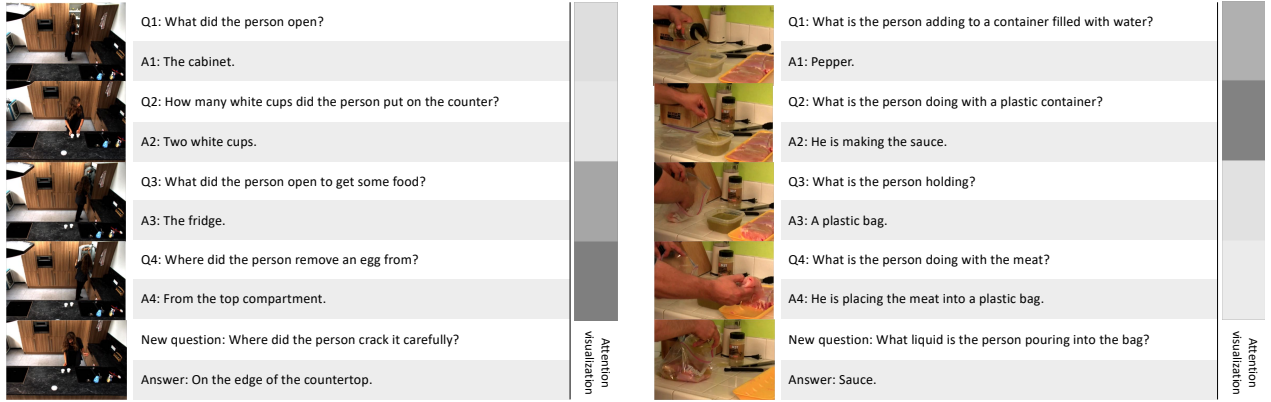 Q1: What did the person open?
A1: The cabinet.
Q2: How many white cups did the person put on the counter?
A2: Two white cups.
Q3: What did the person open to get some food?
A3: The fridge.
Q4: Where did the person remove an egg from?
A4: From the top compartment.
New question: Where did the person crack it carefully?
Answer: On the edge of the countertop.
Attention
visualization
Q1: What is the person adding to a container filled with water?
A1: Pepper.
Q2: What is the person doing with a plastic container?
A2: He is making the sauce.
Q3: What is the person holding?
A3: A plastic bag.
Q4: What is the person doing with the meat?
A4: He is placing the meat into a plastic bag.
New question: What liquid is the person pouring into the bag?
Answer: Sauce.
Attention
visualization